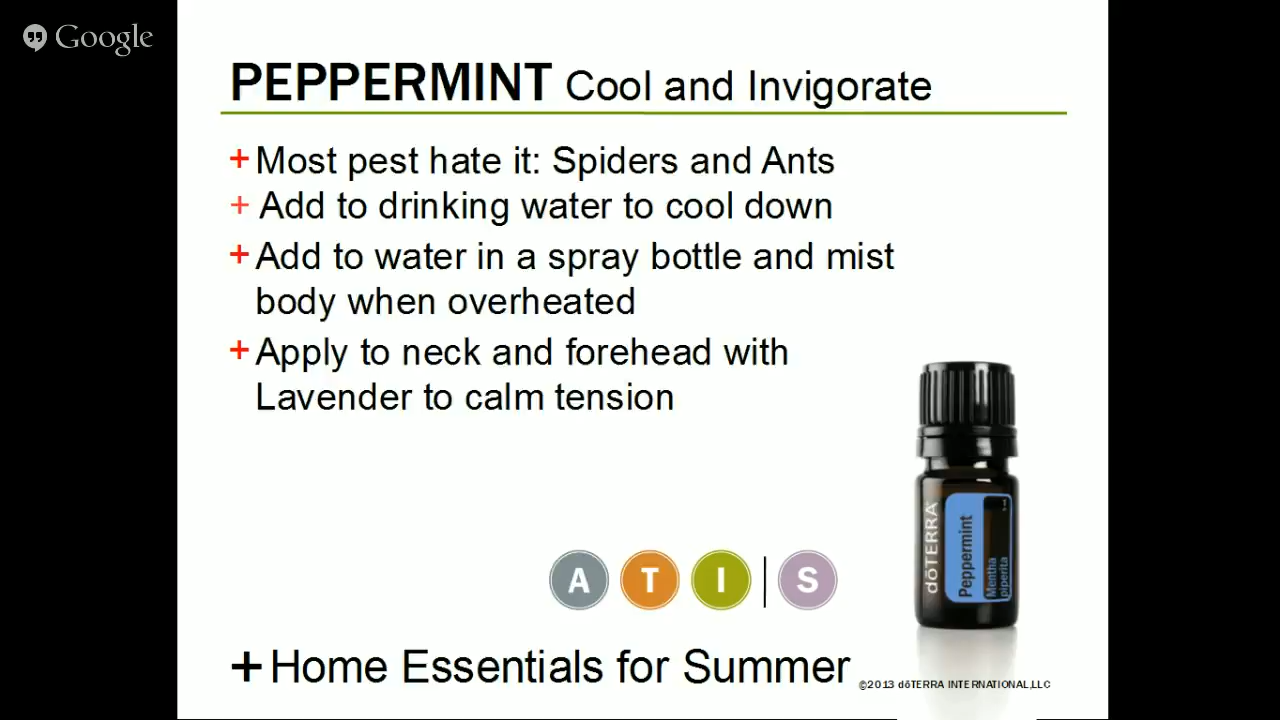 Google
PEPPERMINT Cool and Invigorate
+ Most pest hate it: Spiders and Ants
+ Add to drinking water to cool down
+ Add to water in a spray bottle and mist
body when overheated
+ Apply to neck and forehead with
Lavender to calm tension
dōTERRA
Peppermint
Mentha
piperita
A T I | S
+ Home Essentials for Summer
©2013 dōTERRA INTERNATIONAL,LLC